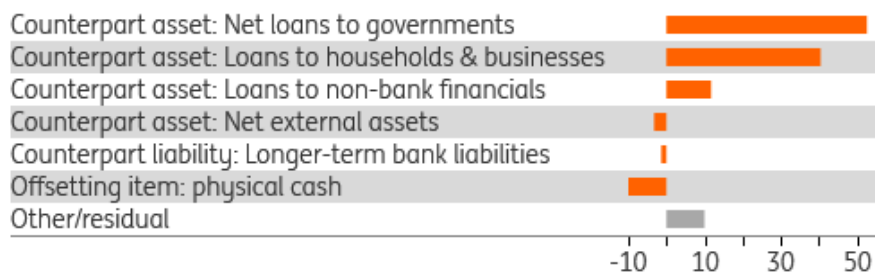 Counterpart asset: Net loans to governments
Counterpart asset: Loans to households & businesses
Counterpart asset: Loans to non-bank financials
Counterpart asset: Net external assets
Counterpart liability: Longer-term bank liabilities
Offsetting item: physical cash
Other/residual
-10 10 30 50